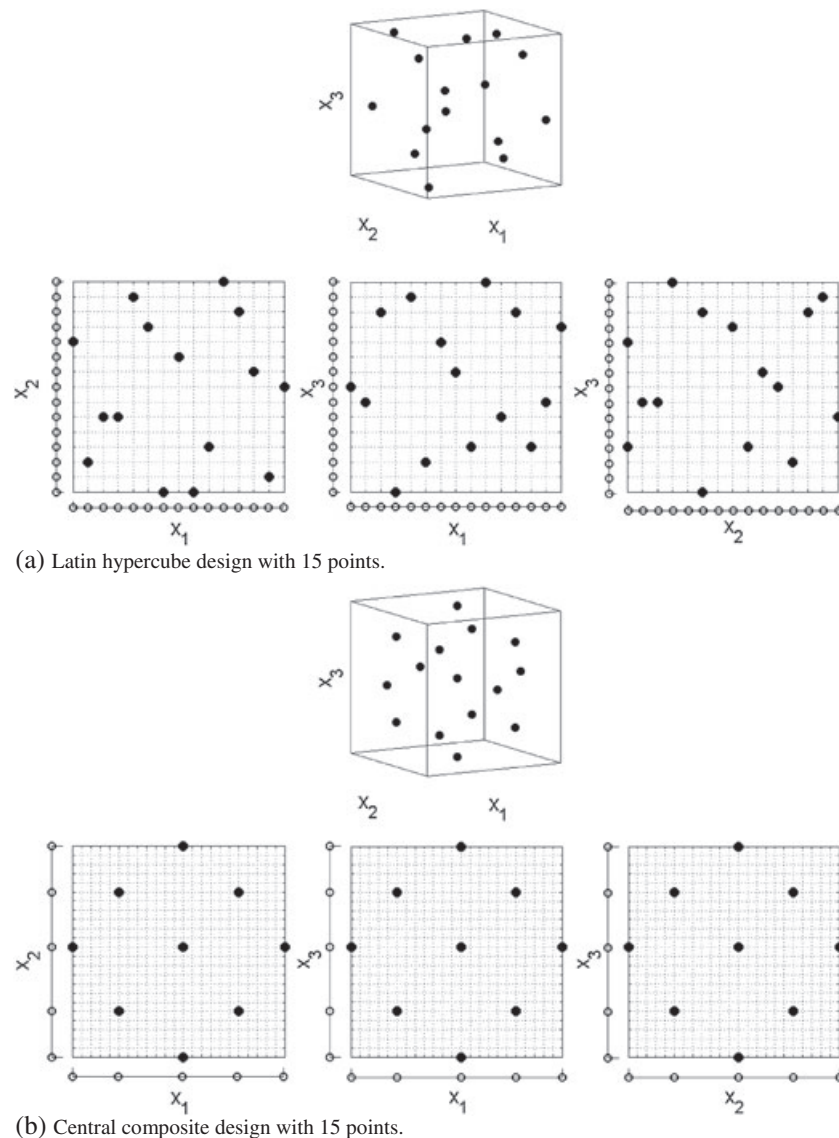 X3
X2
X1
X2
X1
X3
X1
X3
X2
(a) Latin hypercube design with 15 points.
X3
X2
X1
X2
X1
X3
X1
X3
X2
(b) Central composite design with 15 points.